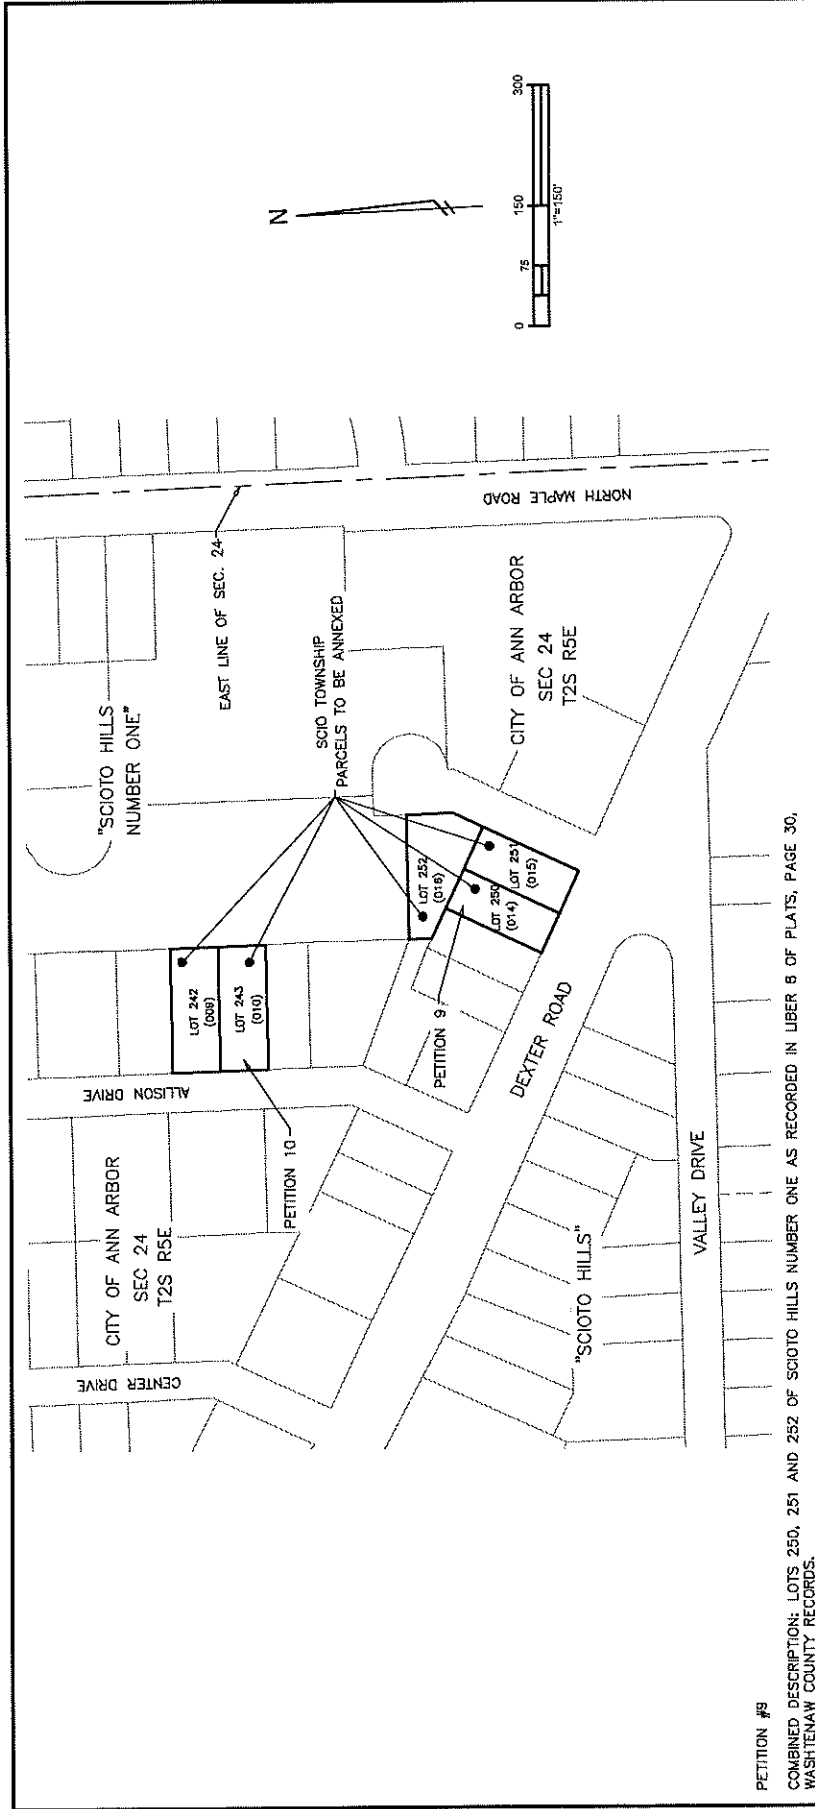 N
0
75
150
300
1"=150'
"SCIOTO HILLS
NUMBER ONE"
EAST LINE OF SEC. 24
SCIO TOWNSHIP
PARCELS TO BE ANNEXED
NORTH MAPLE ROAD
CITY OF ANN ARBOR
SEC 24
T2S R5E
LOT 242
(009)
LOT 243
(010)
LOT 252
(016)
LOT 250
(014)
LOT 251
(015)
ALLISON DRIVE
PETITION 10
PETITION 9
DEXTER ROAD
CITY OF ANN ARBOR
SEC 24
T2S R5E
CENTER DRIVE
"SCIOTO HILLS"
VALLEY DRIVE
PETITION #9
COMBINED DESCRIPTION: LOTS 250, 251 AND 252 OF SCIOTO HILLS NUMBER ONE AS RECORDED IN LIBER 8 OF PLATS, PAGE 30,
WASHTENAW COUNTY RECORDS.